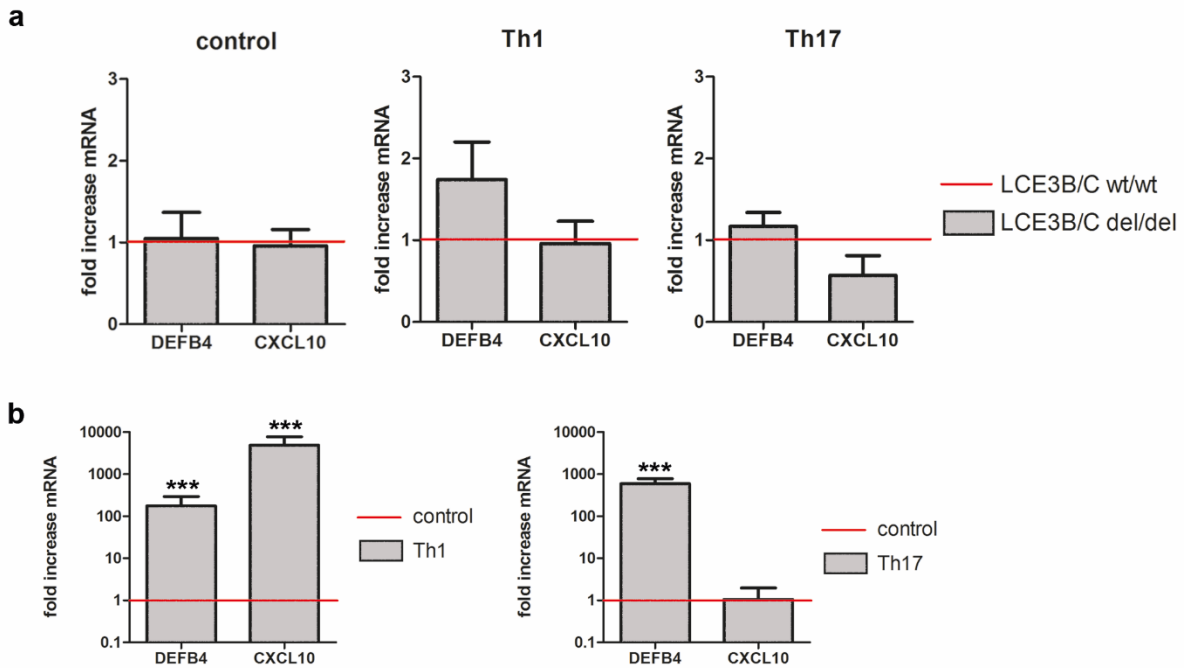 a
control
Th1
Th17
fold increase mRNA
3
2
1
0
DEFB4 CXCL10
fold increase mRNA
3
2
1
0
DEFB4 CXCL10
fold increase mRNA
3
2
1
0
DEFB4 CXCL10
LCE3B/C wt/wt
LCE3B/C del/del
b
fold increase mRNA
10000
1000
100
10
1
0.1
***
***
DEFB4 CXCL10
control
Th1
fold increase mRNA
10000
1000
100
10
1
0.1
***
DEFB4 CXCL10
control
Th17